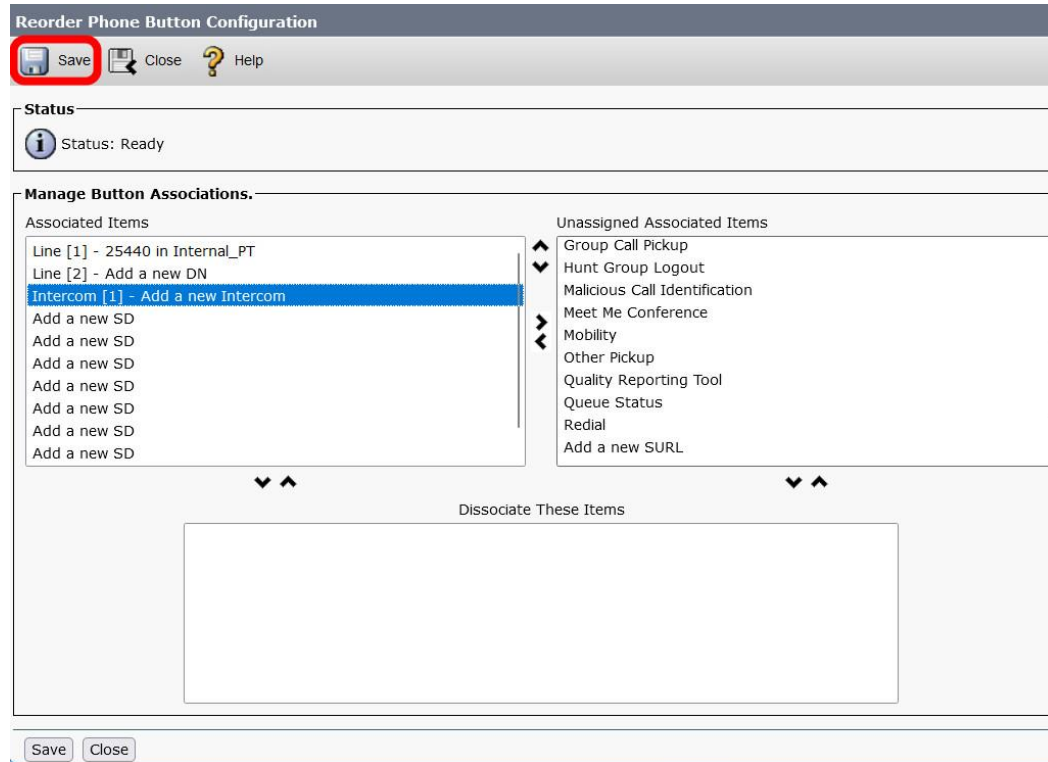 Reorder Phone Button Configuration
Save Close Help
Status
Status: Ready
Manage Button Associations.
Associated Items
Line [1] - 25440 in Internal_PT
Line [2] - Add a new DN
Intercom [1] - Add a new Intercom
Add a new SD
Add a new SD
Add a new SD
Add a new SD
Add a new SD
Add a new SD
Add a new SD
Unassigned Associated Items
Group Call Pickup
Hunt Group Logout
Malicious Call Identification
Meet Me Conference
Mobility
Other Pickup
Quality Reporting Tool
Queue Status
Redial
Add a new SURL
Dissociate These Items
Save Close